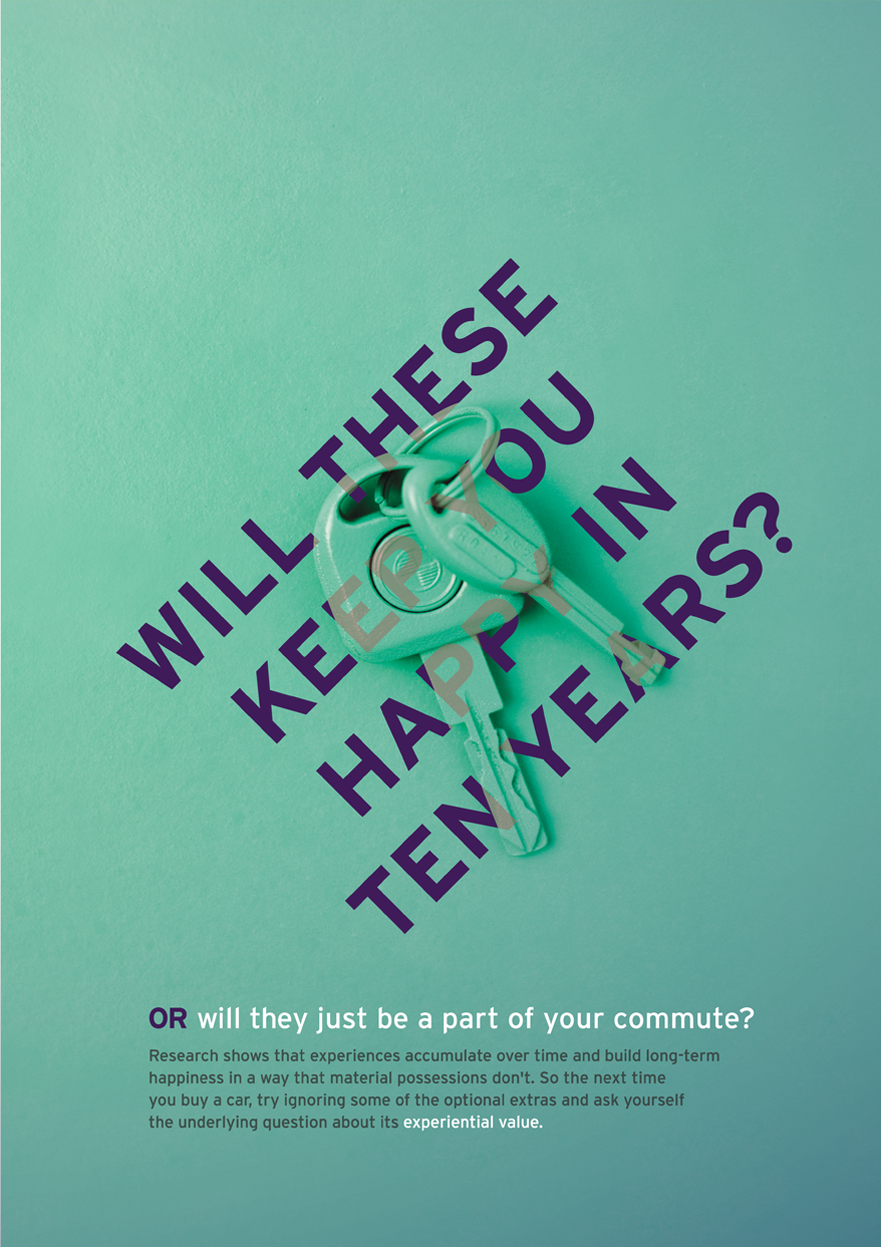 WILL THESE
KEEP YOU
HAPPY IN
TEN YEARS?
OR will they just be a part of your commute?
Research shows that experiences accumulate over time and build long-term
happiness in a way that material possessions don't. So the next time
you buy a car, try ignoring some of the optional extras and ask yourself
the underlying question about its experiential value.